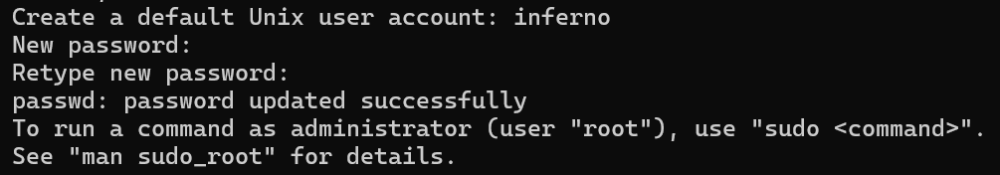 Create a default Unix user account: inferno
New password:
Retype new password:
passwd: password updated successfully
To run a command as administrator (user "root"), use "sudo <command>".
See "man sudo_root" for details.